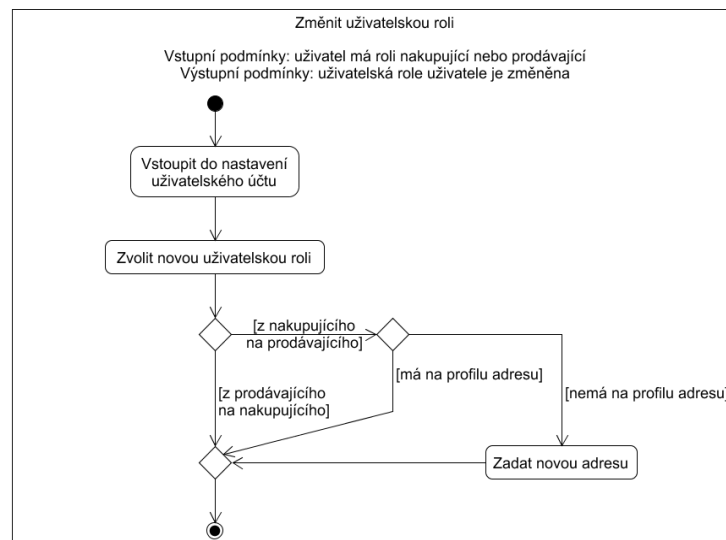 Změnit uživatelskou roli
Vstupní podmínky: uživatel má roli nakupující nebo prodávající
Výstupní podmínky: uživatelská role uživatele je změněna
Vstoupit do nastavení
uživatelského účtu
Zvolit novou uživatelskou roli
[z nakupujícího
na prodávajícího]
[má na profilu adresu]
[nemá na profilu adresu]
[z prodávajícího
na nakupujícího]
Zadat novou adresu